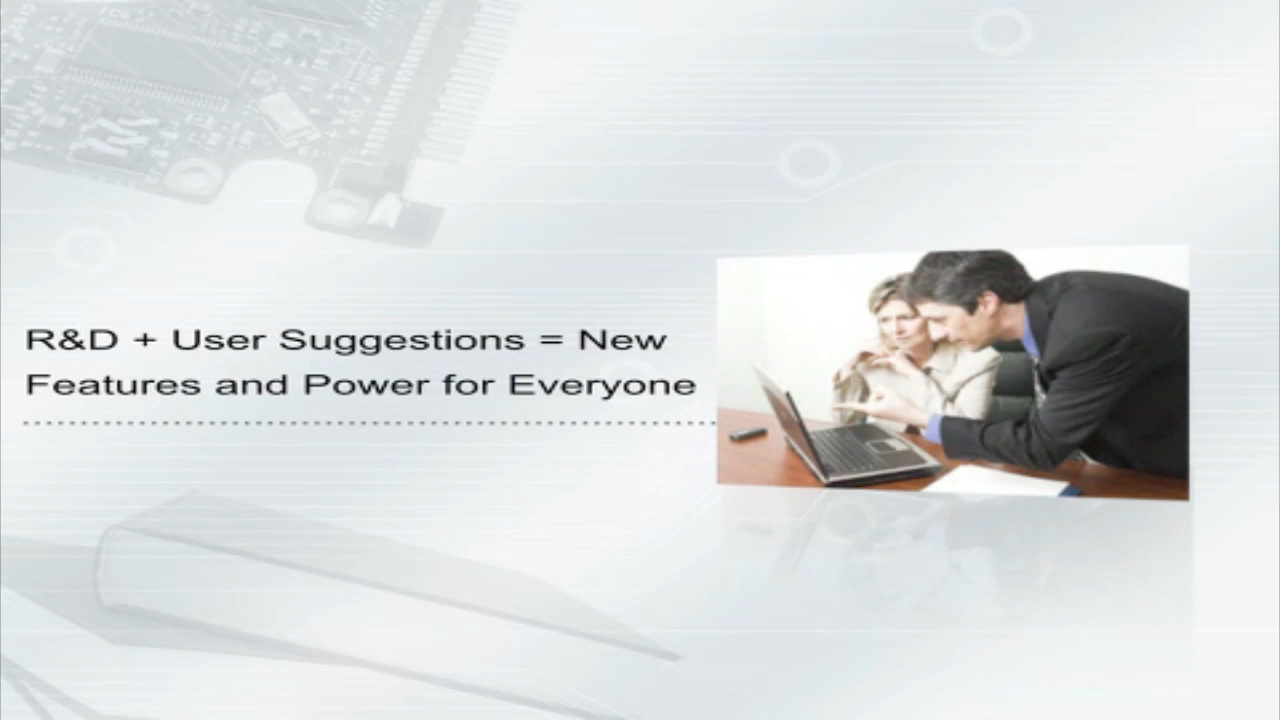 R&D + User Suggestions = New
Features and Power for Everyone